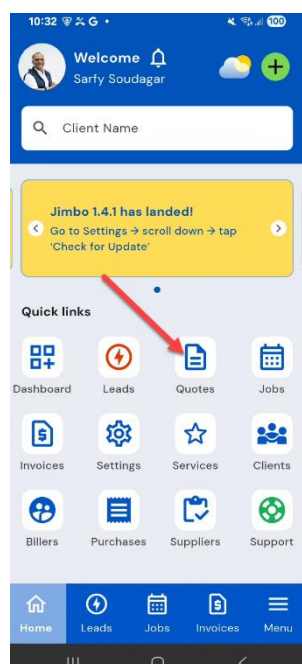 10:32 G •
100
Welcome
Sarfy Soudagar
Client Name
Jimbo 1.4.1 has landed!
Go to Settings → scroll down → tap
‘Check for Update’
Quick links
Dashboard Leads Quotes Jobs
Invoices Settings Services Clients
Billers Purchases Suppliers Support
Home Leads Jobs Invoices Menu